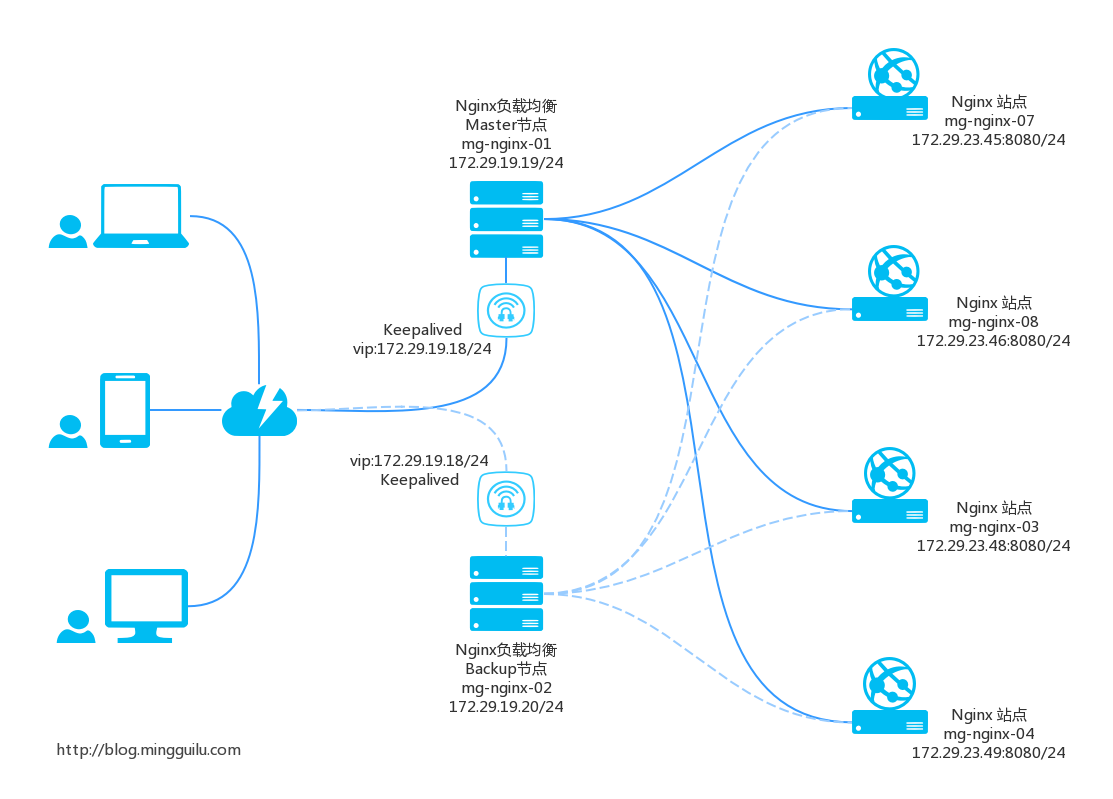 Nginx负载均衡
Master节点
mg-nginx-01
172.29.19.19/24
Nginx 站点
mg-nginx-07
172.29.23.45:8080/24
Nginx 站点
mg-nginx-08
172.29.23.46:8080/24
Keepalived
vip:172.29.19.18/24
vip:172.29.19.18/24
Keepalived
Nginx 站点
mg-nginx-03
172.29.23.48:8080/24
Nginx负载均衡
Backup节点
mg-nginx-02
172.29.19.20/24
Nginx 站点
mg-nginx-04
172.29.23.49:8080/24
http://blog.mingguilu.com